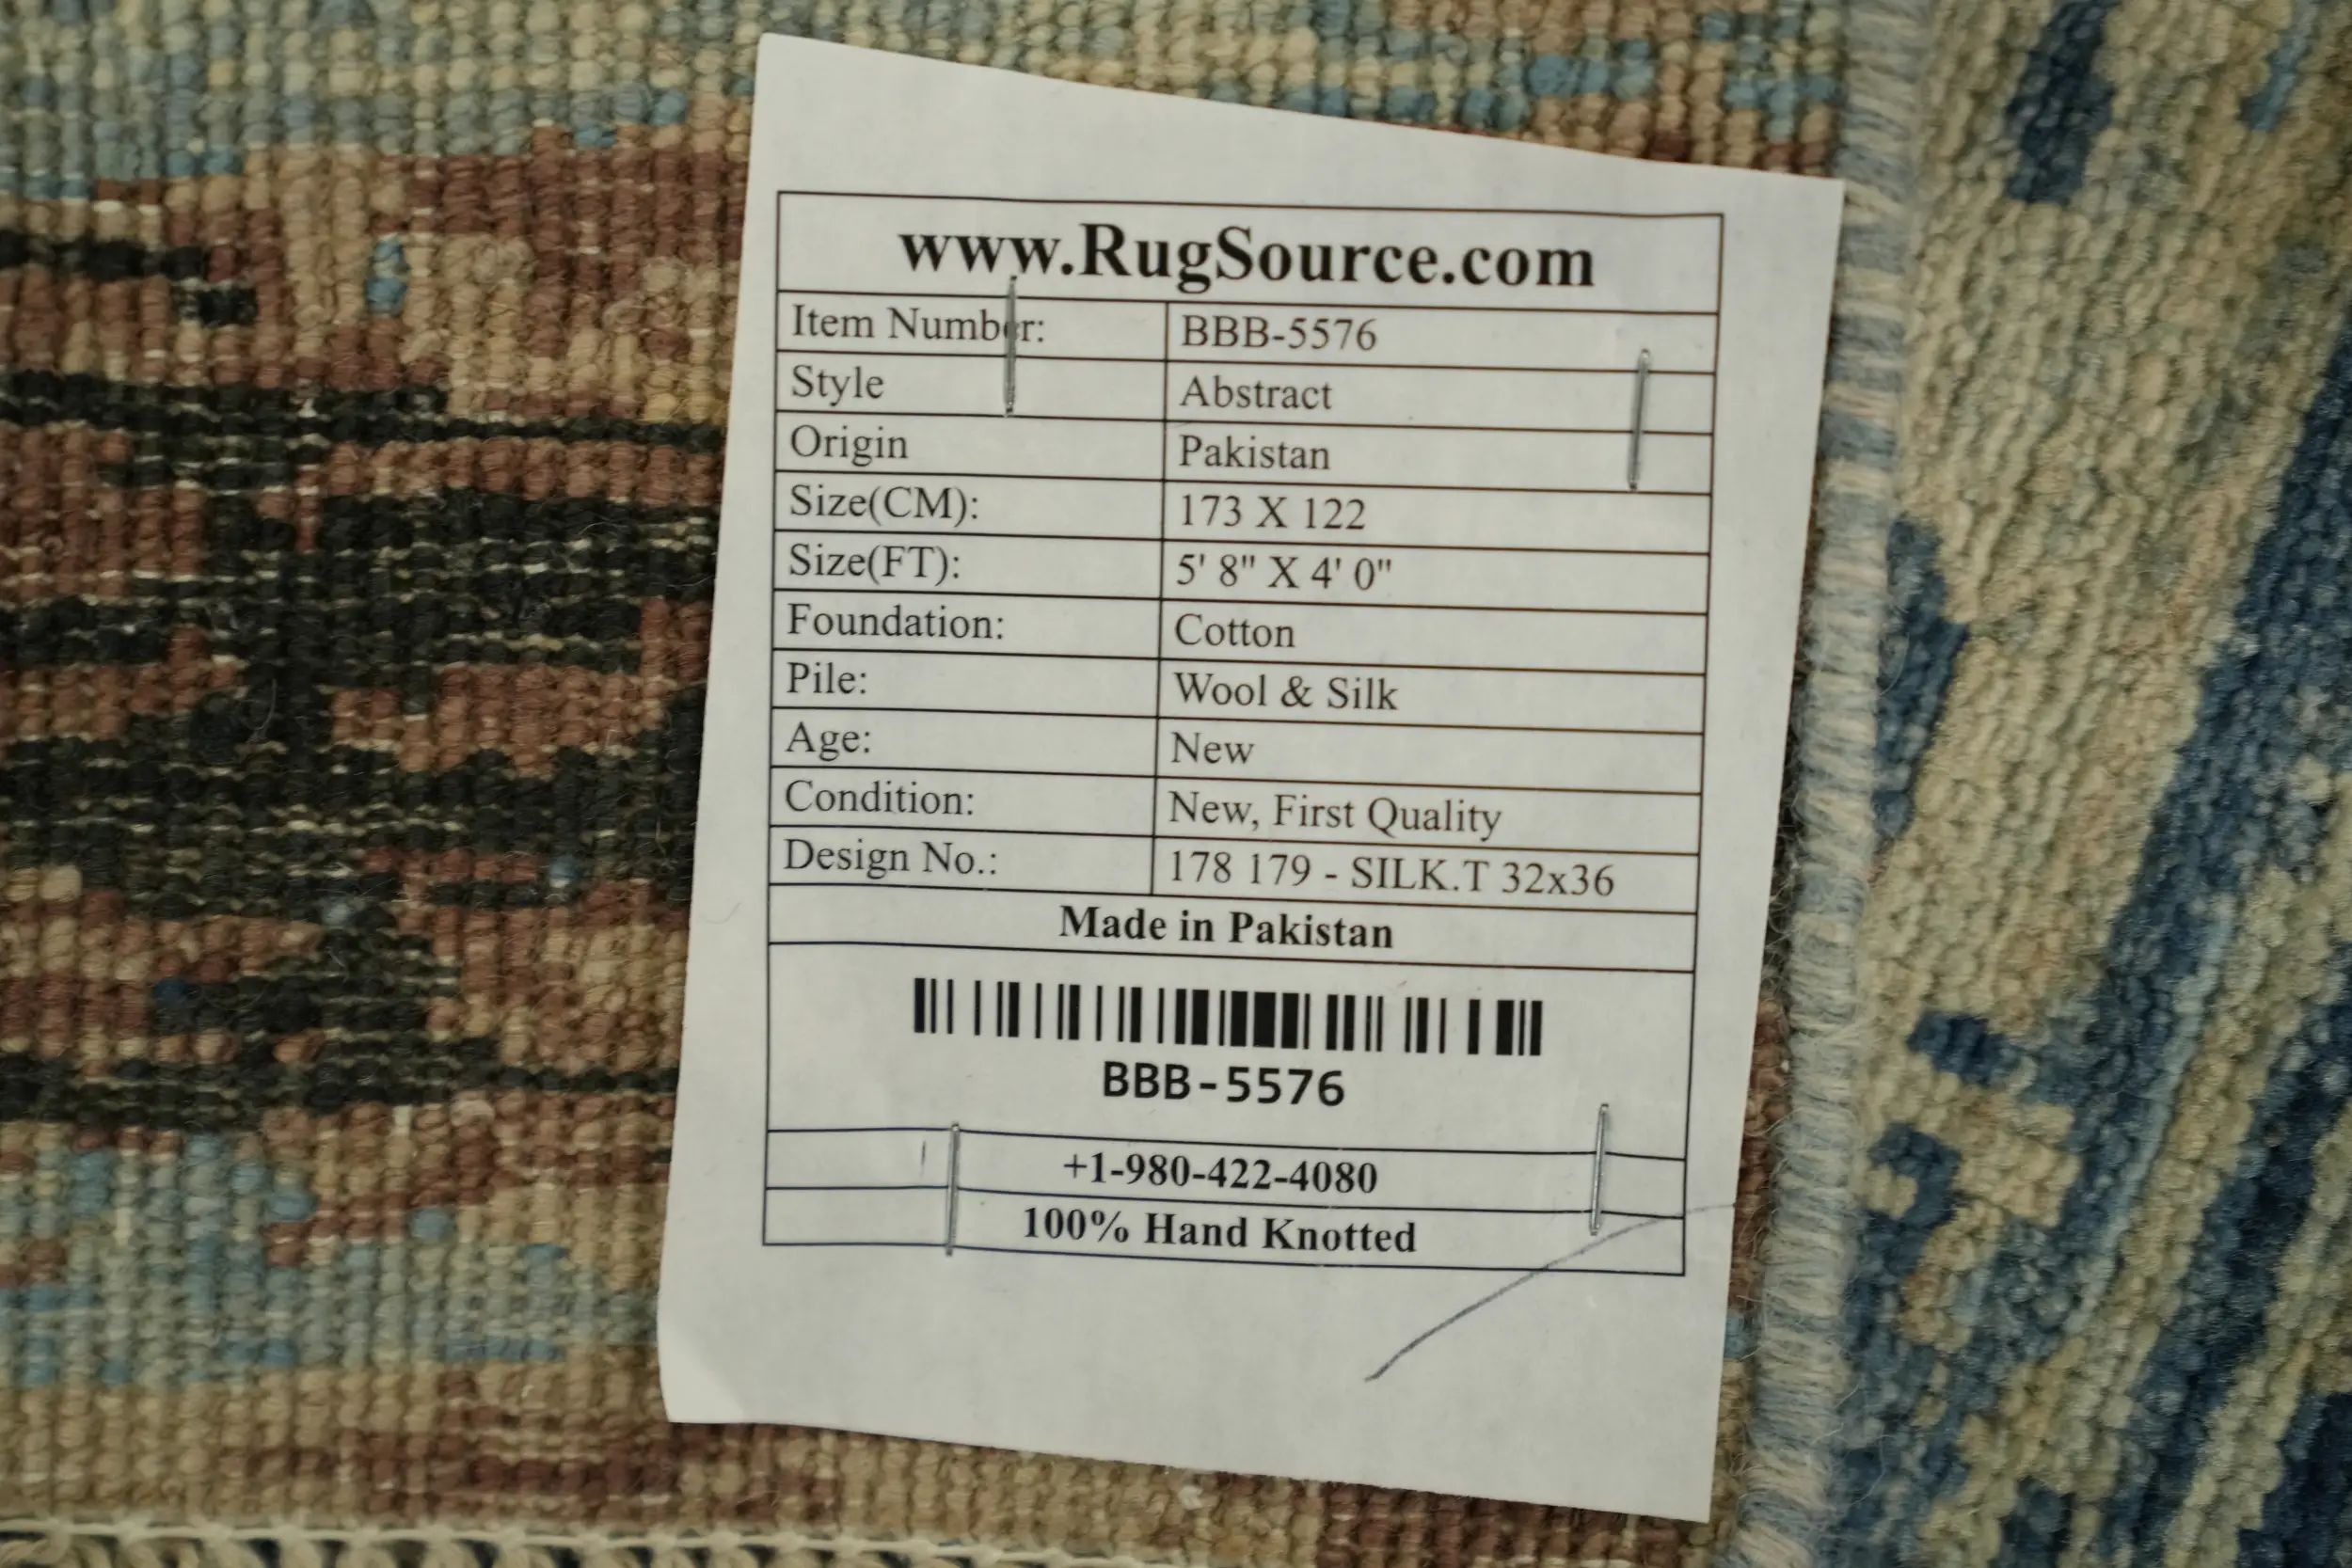 www.RugSource.com
Item Number: BBB-5576
Style Abstract
Origin Pakistan
Size(CM): 173 X 122
Size(FT): 5' 8" X 4' 0"
Foundation: Cotton
Pile: Wool & Silk
Age: New
Condition: New, First Quality
Design No.: 178 179 - SILK.T 32x36
Made in Pakistan
BBB-5576
+1-980-422-4080
100% Hand Knotted